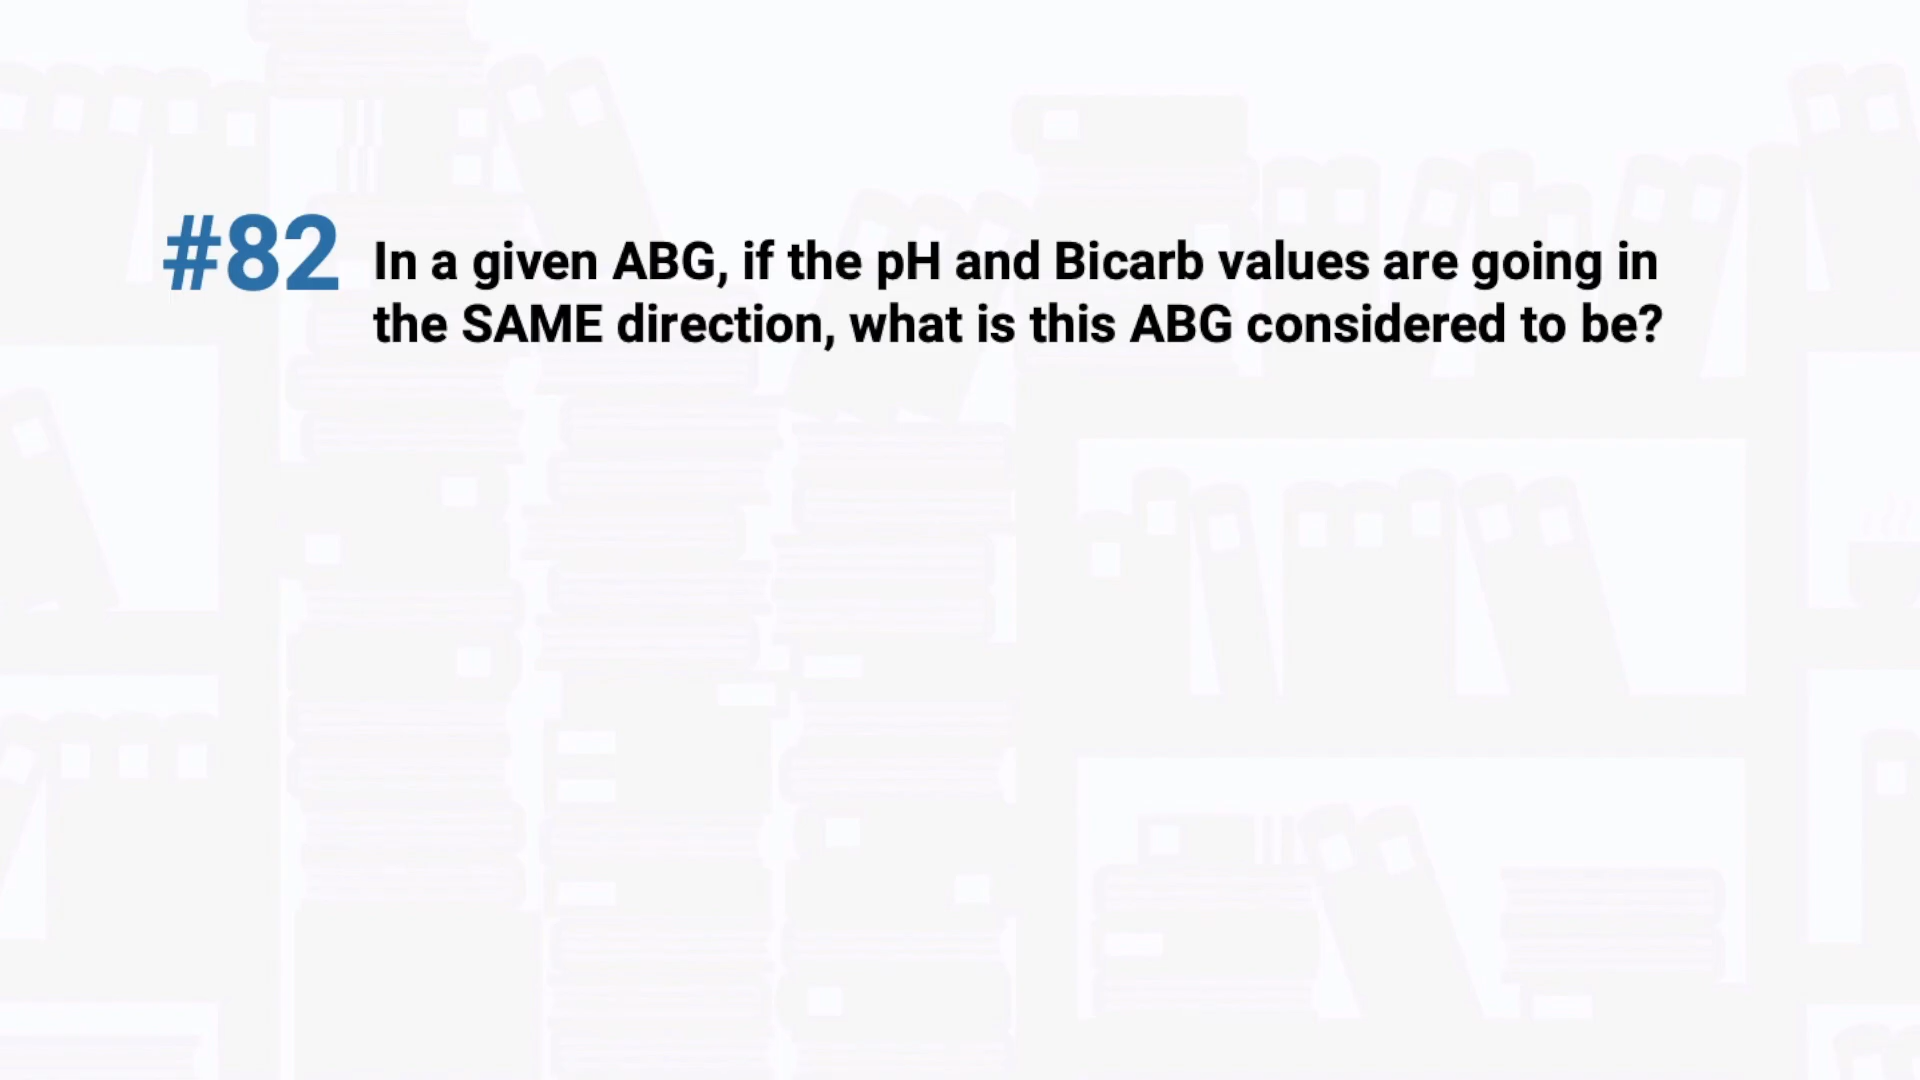 #82 In a given ABG, if the pH and Bicarb values are going in
the SAME direction, what is this ABG considered to be?